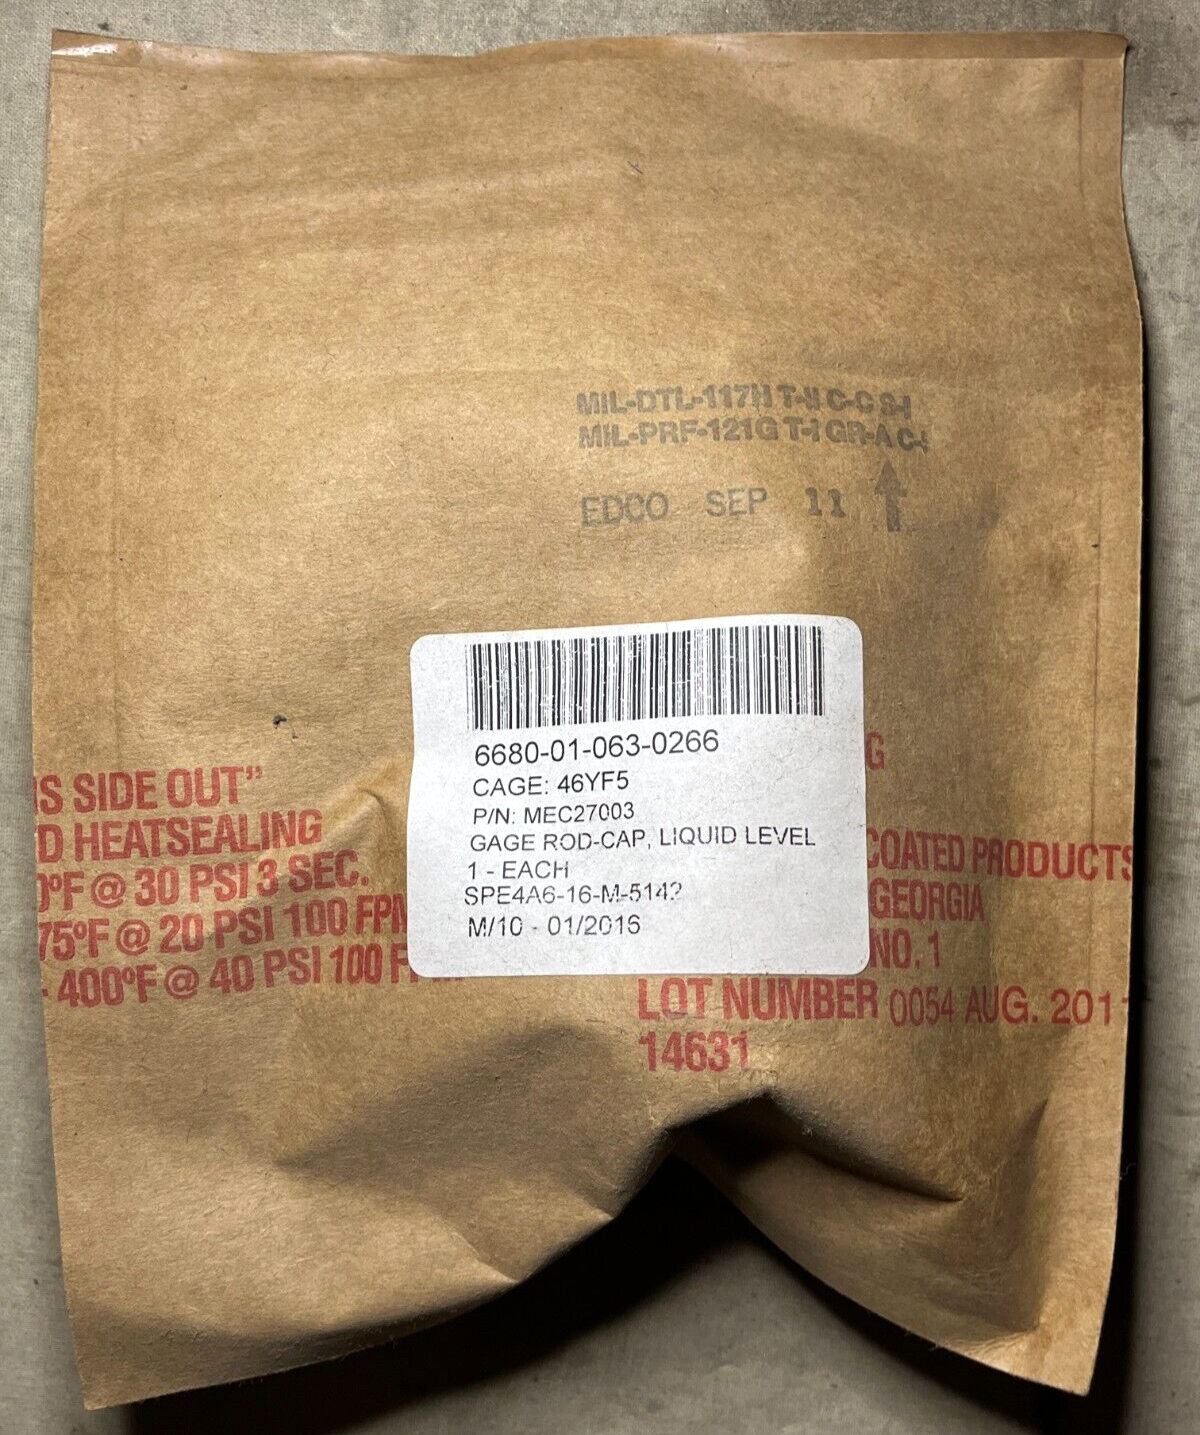 MIL-DTL-117H T-II C-C S-I
MIL-PRF-121G T-I GR-A C-I
EDCO SEP 11
6680-01-063-0266
CAGE: 46YF5
P/N: MEC27003
GAGE ROD-CAP, LIQUID LEVEL
1 - EACH
SPE4A6-16-M-5142
M/10 - 01/2016
IS SIDE OUT"
D HEATSEALING
0°F @ 30 PSI 3 SEC.
75°F @ 20 PSI 100 FPM
- 400°F @ 40 PSI 100 FPM
G
COATED PRODUCTS
GEORGIA
NO. 1
LOT NUMBER 0054 AUG. 2011
14631